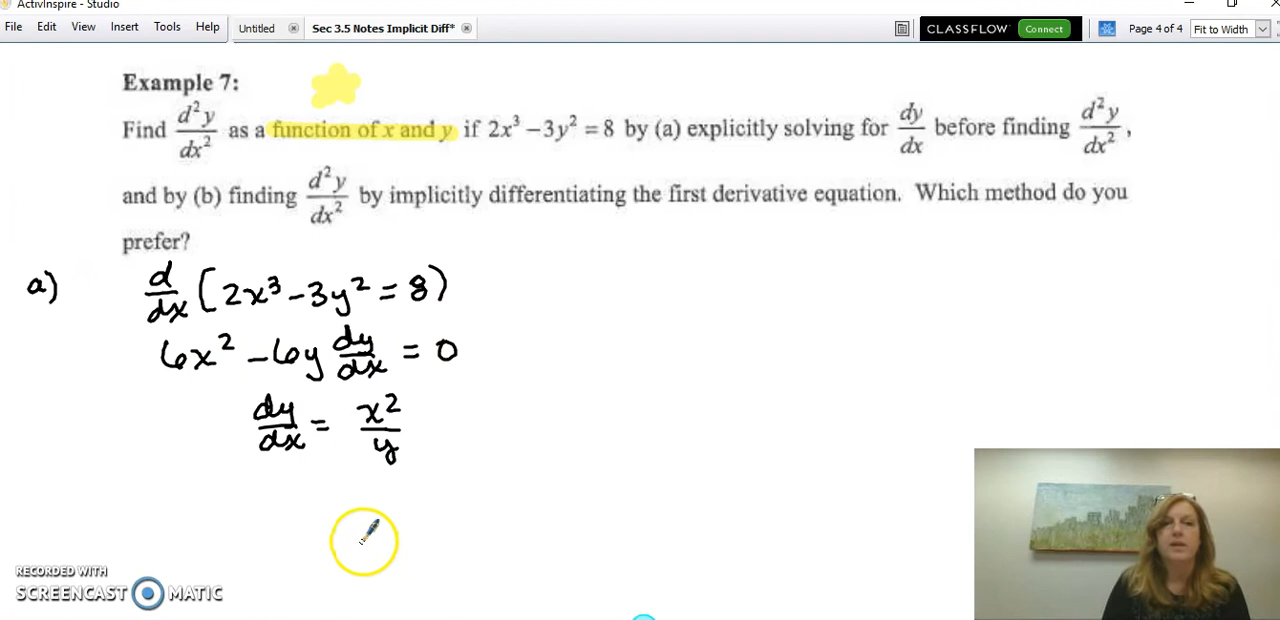 ActivInspire - Studio
File Edit View Insert Tools Help Untitled Sec 3.5 Notes Implicit Diff* CLASSFLOW Connect Page 4 of 4 Fit to Width
Example 7:
Find d²y/dx² as a function of x and y if 2x³ − 3y² = 8 by (a) explicitly solving for dy/dx before finding d²y/dx²,
and by (b) finding d²y/dx² by implicitly differentiating the first derivative equation. Which method do you
prefer?
a) d/dx (2x³ − 3y² = 8)
6x² − 6y dy/dx = 0
dy/dx = x²/y
RECORDED WITH
SCREENCAST MATIC